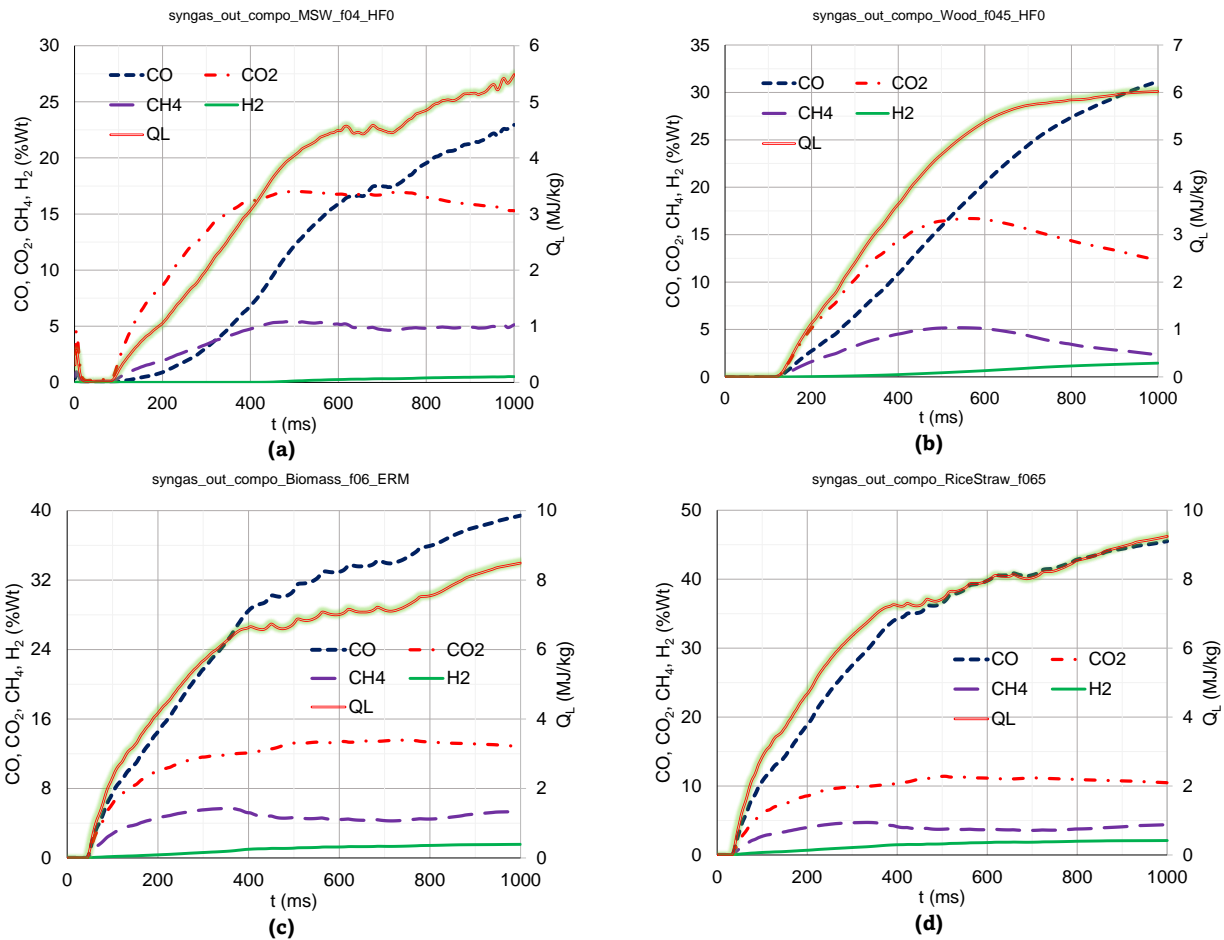 syngas_out_compo_MSW_f04_HF0
30
25
20
15
10
5
0
CO, CO2, CH4, H2 (%Wt)
CO
CO2
CH4
H2
QL
6
5
4
3
2
1
0
QL (MJ/kg)
0 200 400 600 800 1000
t (ms)
(a)
syngas_out_compo_Wood_f045_HF0
35
30
25
20
15
10
5
0
CO, CO2, CH4, H2 (%Wt)
CO
CO2
CH4
H2
QL
7
6
5
4
3
2
1
0
QL (MJ/kg)
0 200 400 600 800 1000
t (ms)
(b)
syngas_out_compo_Biomass_f06_ERM
40
32
24
16
8
0
CO, CO2, CH4, H2 (%Wt)
CO
CO2
CH4
H2
QL
10
8
6
4
2
0
QL (MJ/kg)
0 200 400 600 800 1000
t (ms)
(c)
syngas_out_compo_RiceStraw_f065
50
40
30
20
10
0
CO, CO2, CH4, H2 (%Wt)
CO
CO2
CH4
H2
QL
10
8
6
4
2
0
QL (MJ/kg)
0 200 400 600 800 1000
t (ms)
(d)